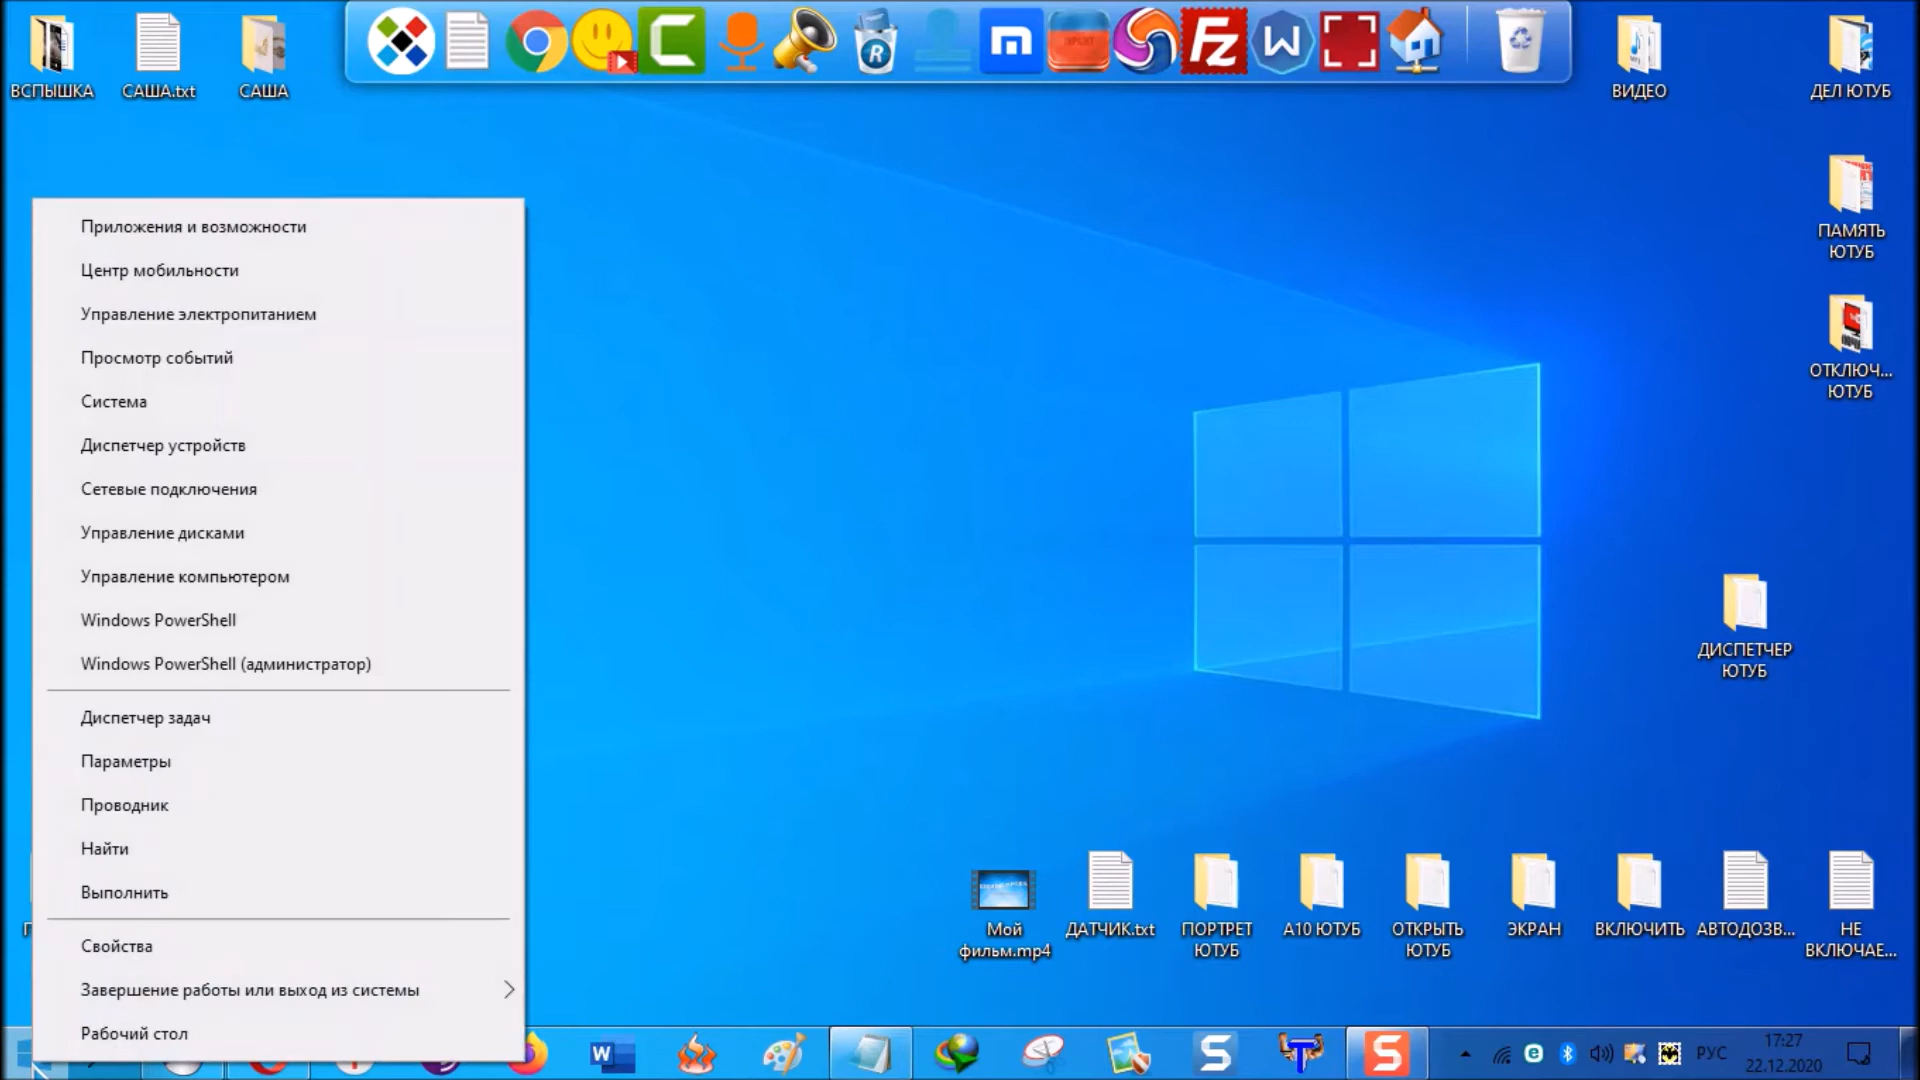 ВСПЫШКА
САША.txt
САША
ВИДЕО
ДЕЛ ЮТУБ
ПАМЯТЬ
ЮТУБ
ОТКЛЮЧ...
ЮТУБ
Приложения и возможности
Центр мобильности
Управление электропитанием
Просмотр событий
Система
Диспетчер устройств
Сетевые подключения
Управление дисками
Управление компьютером
Windows PowerShell
Windows PowerShell (администратор)
Диспетчер задач
Параметры
Проводник
Найти
Выполнить
Свойства
Завершение работы или выход из системы
Рабочий стол
ДИСПЕТЧЕР
ЮТУБ
Мой
фильм.mp4
ДАТЧИК.txt
ПОРТРЕТ
ЮТУБ
А10 ЮТУБ
ОТКРЫТЬ
ЮТУБ
ЭКРАН
ВКЛЮЧИТЬ
АВТОДОЗВ...
НЕ
ВКЛЮЧАЕ...
РУС
17:27
22.12.2020